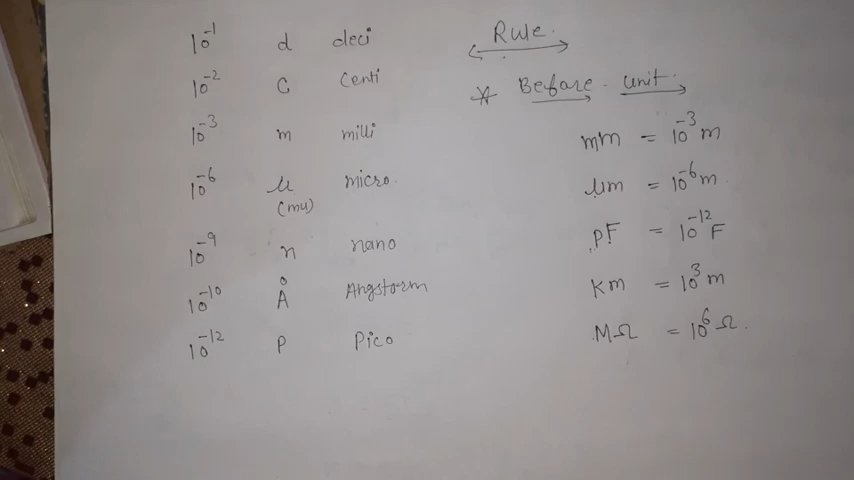 10⁻¹ d deci
10⁻² C Centi
10⁻³ m milli
10⁻⁶ μ micro.
(mu)
10⁻⁹ n nano
10⁻¹⁰ Å Angstorm
10⁻¹² P Pico
Rule.
* Before. unit.
mm = 10⁻³ m
μm = 10⁻⁶ m.
PF = 10⁻¹² F
Km = 10³ m
MΩ = 10⁶ Ω.